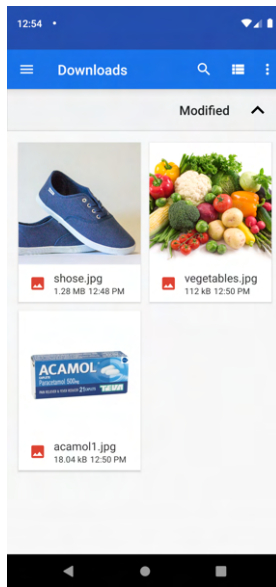 12:54
Downloads
Modified
shose.jpg
1.28 MB 12:48 PM
vegetables.jpg
112 kB 12:50 PM
ACAMOL
Paracetamol 500mg
acamol1.jpg
18.04 kB 12:50 PM